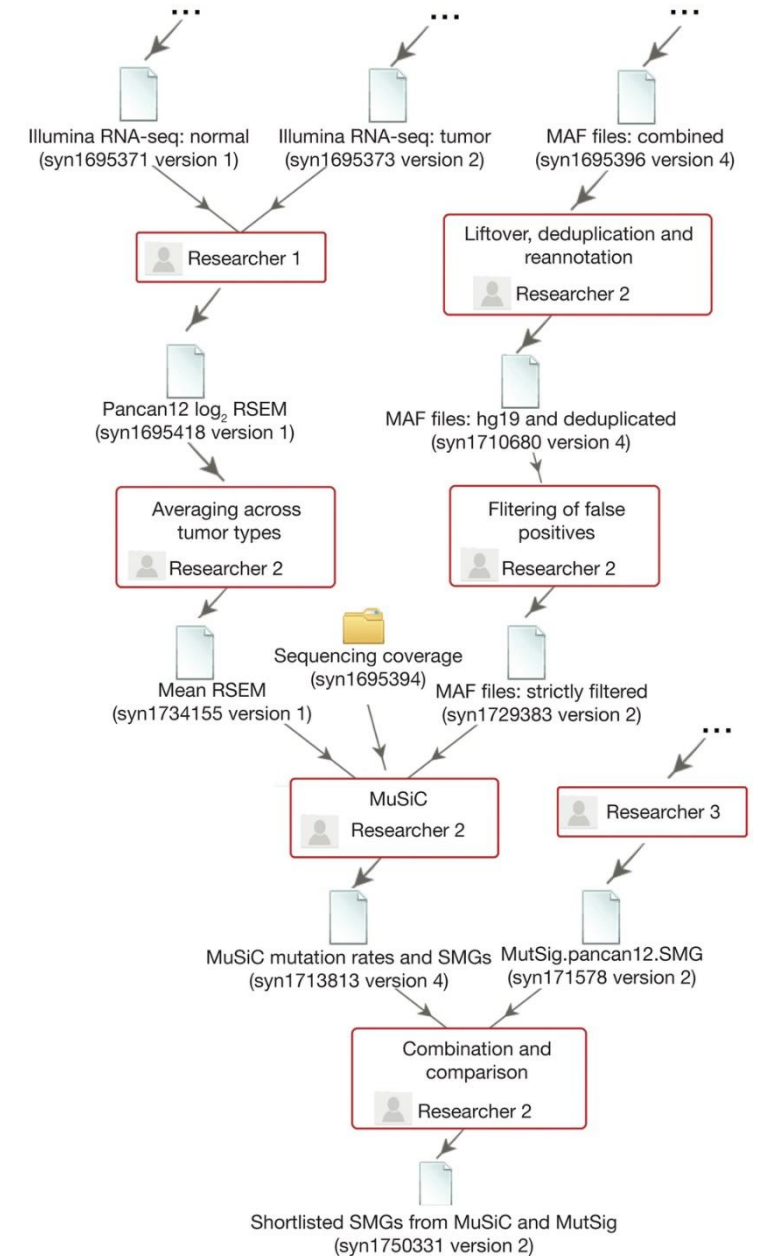 ...
...
...
Illumina RNA-seq: normal
(syn1695371 version 1)
Illumina RNA-seq: tumor
(syn1695373 version 2)
MAF files: combined
(syn1695396 version 4)
Researcher 1
Liftover, deduplication and
reannotation
Researcher 2
Pancan12 log₂ RSEM
(syn1695418 version 1)
MAF files: hg19 and deduplicated
(syn1710680 version 4)
Averaging across
tumor types
Researcher 2
Flitering of false
positives
Researcher 2
Sequencing coverage
(syn1695394)
Mean RSEM
(syn1734155 version 1)
MAF files: strictly filtered
(syn1729383 version 2)
...
MuSiC
Researcher 2
Researcher 3
MuSiC mutation rates and SMGs
(syn1713813 version 4)
MutSig.pancan12.SMG
(syn171578 version 2)
Combination and
comparison
Researcher 2
Shortlisted SMGs from MuSiC and MutSig
(syn1750331 version 2)